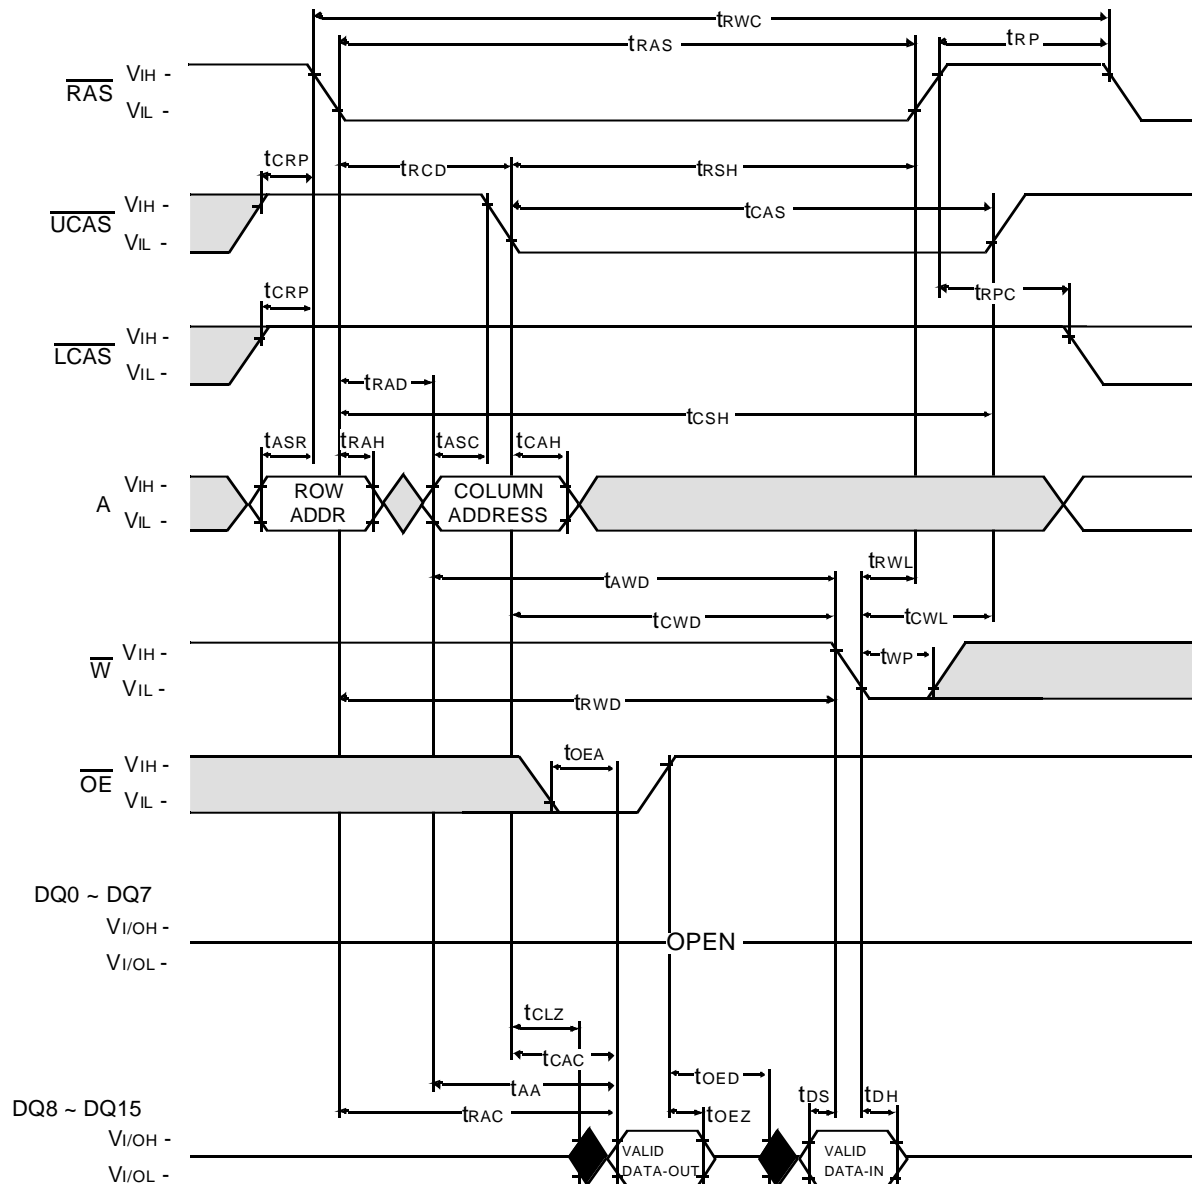 tRWC
tRAS
tRP
RAS
VIH -
VIL -
tCRP
tRCD
tRSH
UCAS
VIH -
VIL -
tCAS
tCRP
tRPC
LCAS
VIH -
VIL -
tRAD
tCSH
tASR
tRAH
tASC
tCAH
A
VIH -
VIL -
ROW
ADDR
COLUMN
ADDRESS
tAWD
tRWL
tCWD
tCWL
W
VIH -
VIL -
tWP
tRWD
OE
VIH -
VIL -
tOEA
DQ0 ~ DQ7
VI/OH -
VI/OL -
OPEN
tCLZ
tCAC
tAA
tOED
tRAC
tOEZ
tDS
tDH
DQ8 ~ DQ15
VI/OH -
VI/OL -
VALID
DATA-OUT
VALID
DATA-IN